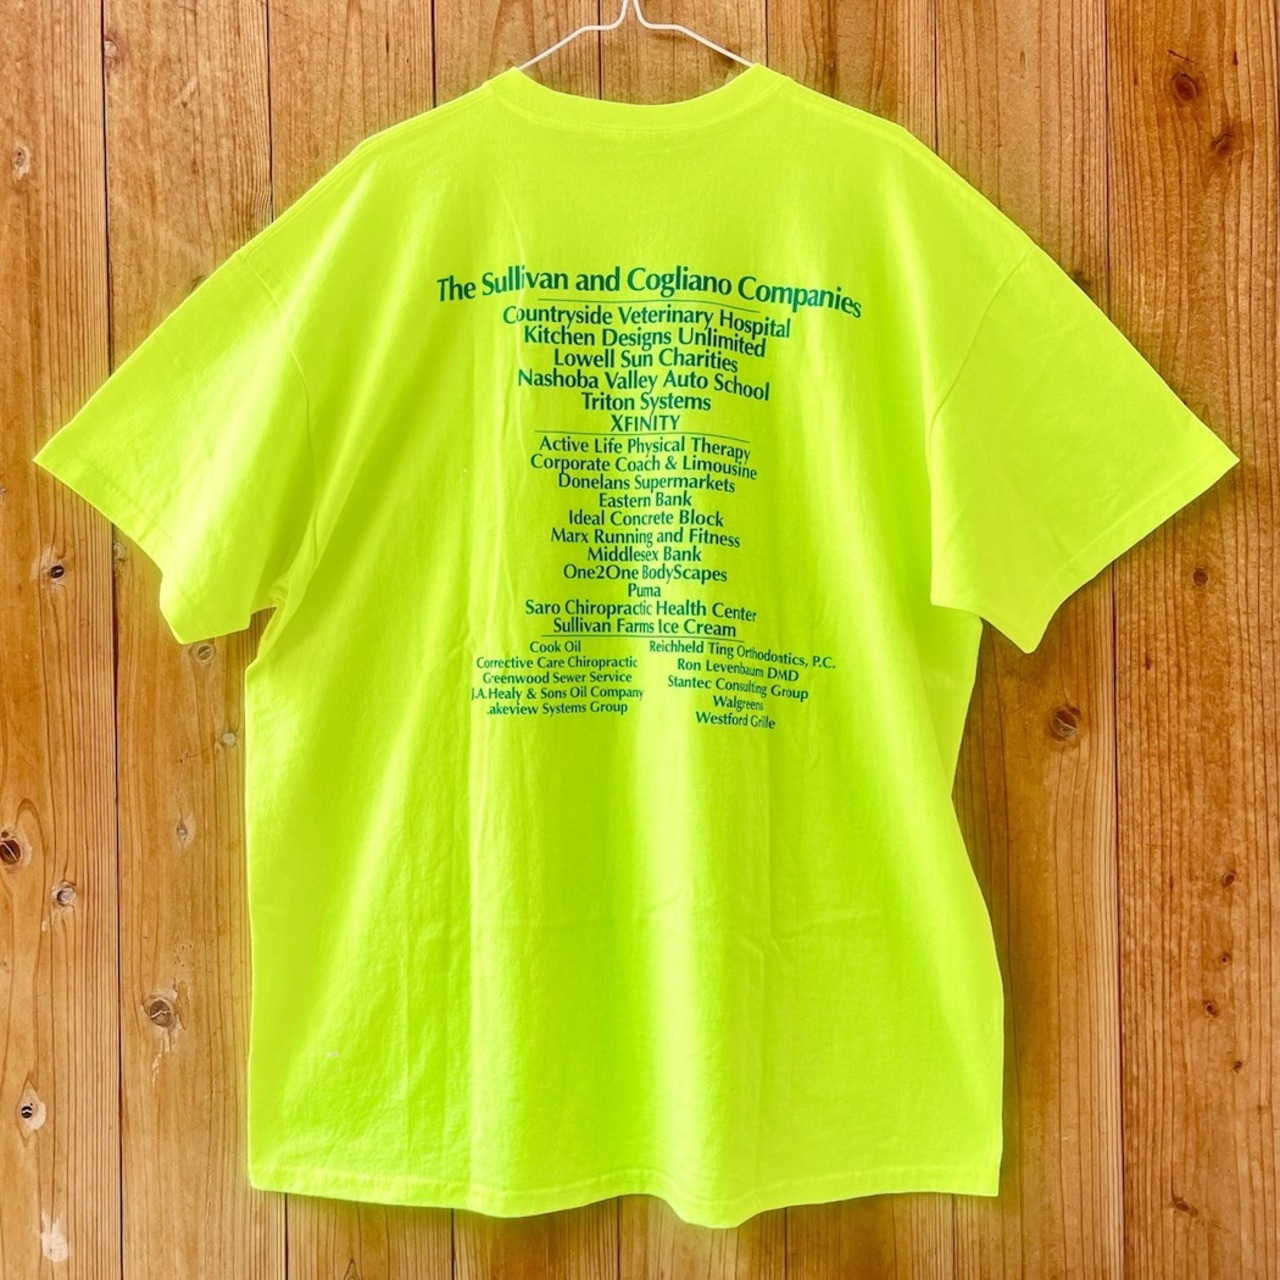 The Sullivan and Cogliano Companies
Countryside Veterinary Hospital
Kitchen Designs Unlimited
Lowell Sun Charities
Nashoba Valley Auto School
Triton Systems
XFINITY
Active Life Physical Therapy
Corporate Coach & Limousine
Donelans Supermarkets
Eastern Bank
Ideal Concrete Block
Marx Running and Fitness
Middlesex Bank
One2One BodyScapes
Puma
Saro Chiropractic Health Center
Sullivan Farms Ice Cream
Cook Oil
Corrective Care Chiropractic
Greenwood Sewer Service
J.A.Healy & Sons Oil Company
akeview Systems Group
Reichheld Ting Orthodontics, P.C.
Ron Levenbaum DMD
Stantec Consulting Group
Walgreens
Westford Grille